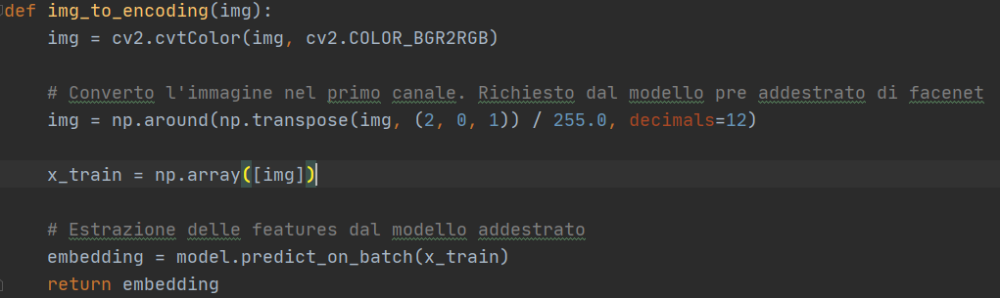 def img_to_encoding(img):
    img = cv2.cvtColor(img, cv2.COLOR_BGR2RGB)
    # Converto l'immagine nel primo canale. Richiesto dal modello pre addestrato di facenet
    img = np.around(np.transpose(img, (2, 0, 1)) / 255.0, decimals=12)
    x_train = np.array([img])
    # Estrazione delle features dal modello addestrato
    embedding = model.predict_on_batch(x_train)
    return embedding